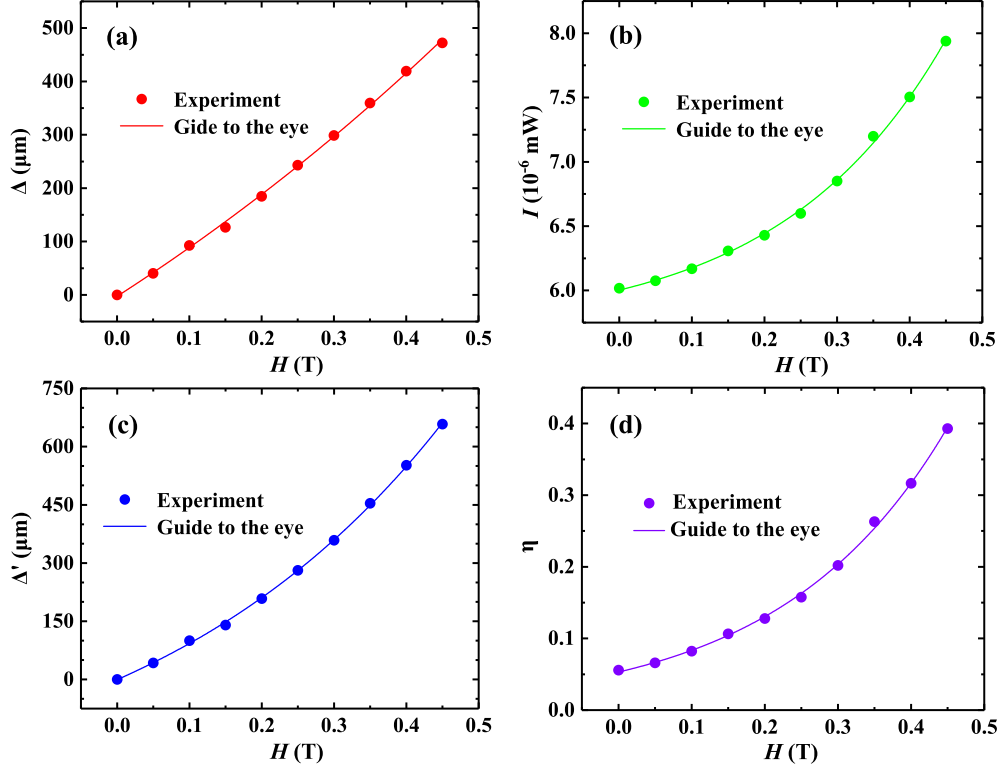 (a)
500
400
300
200
100
0
Δ (μm)
Experiment
Gide to the eye
0.0 0.1 0.2 0.3 0.4 0.5
H (T)
(b)
8.0
7.5
7.0
6.5
6.0
I (10⁻⁶ mW)
Experiment
Guide to the eye
0.0 0.1 0.2 0.3 0.4 0.5
H (T)
(c)
750
600
450
300
150
0
Δ' (μm)
Experiment
Guide to the eye
0.0 0.1 0.2 0.3 0.4 0.5
H (T)
(d)
0.4
0.3
0.2
0.1
0.0
η
Experiment
Guide to the eye
0.0 0.1 0.2 0.3 0.4 0.5
H (T)